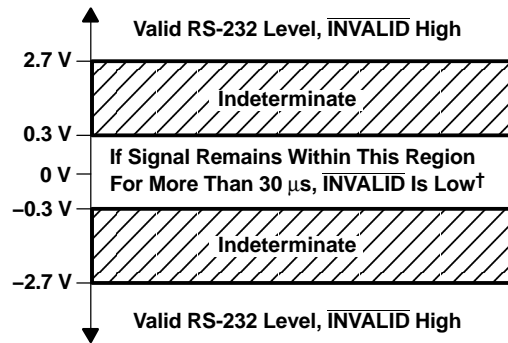 Valid RS-232 Level, INVALID High
2.7 V
Indeterminate
0.3 V
If Signal Remains Within This Region
0 V
For More Than 30 μs, INVALID Is Low†
−0.3 V
Indeterminate
−2.7 V
Valid RS-232 Level, INVALID High